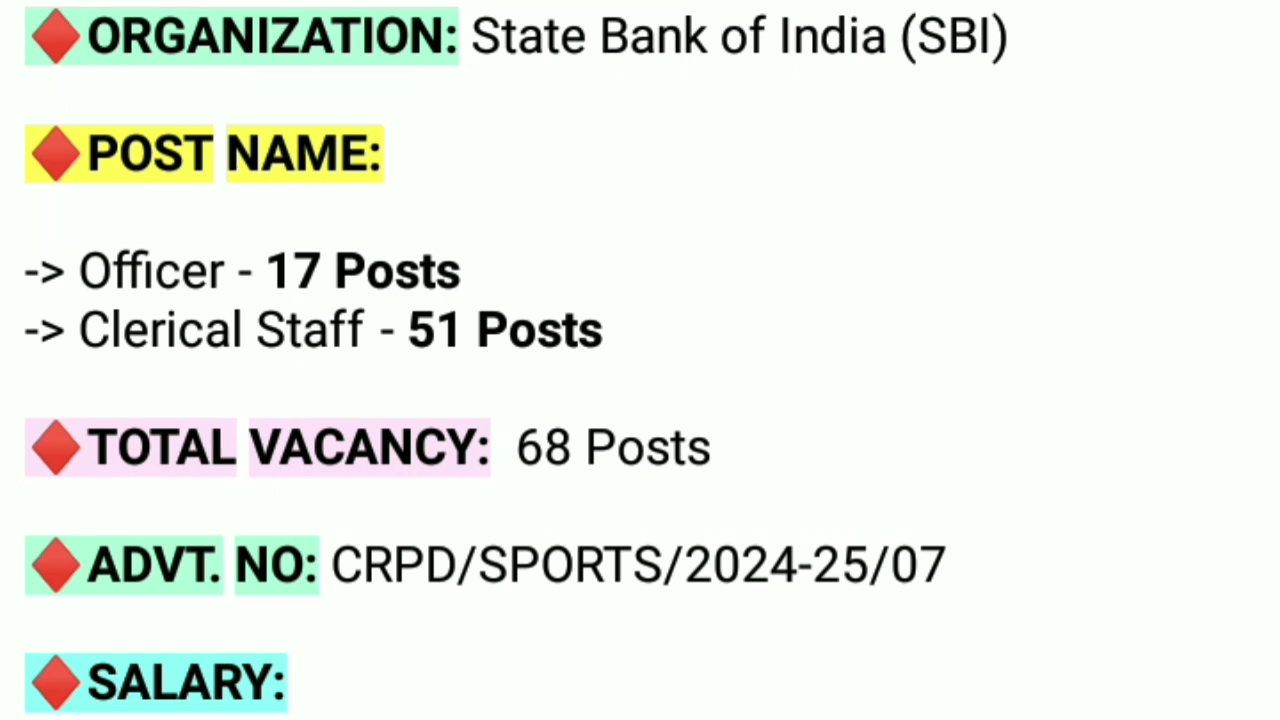 ♦️ORGANIZATION: State Bank of India (SBI)
♦️POST NAME:
-> Officer - 17 Posts
-> Clerical Staff - 51 Posts
♦️TOTAL VACANCY: 68 Posts
♦️ADVT. NO: CRPD/SPORTS/2024-25/07
♦️SALARY: